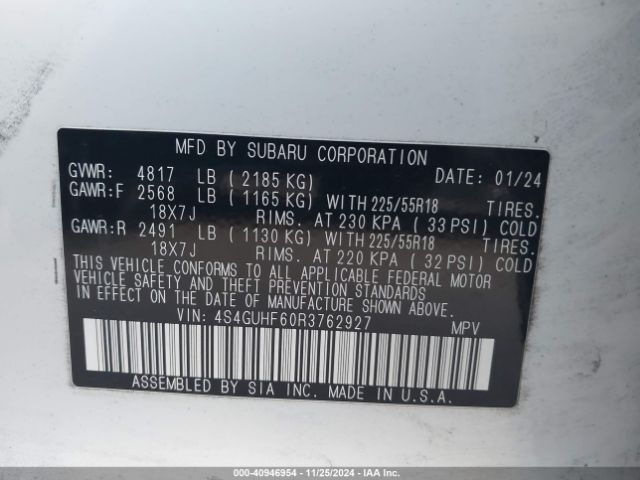 MFD BY SUBARU CORPORATION
GVWR: 4817 LB (2185 KG) DATE: 01/24
GAWR:F 2568 LB (1165 KG) WITH 225/55R18 TIRES.
18X7J RIMS. AT 230 KPA (33 PSI) COLD
GAWR:R 2491 LB (1130 KG) WITH 225/55R18 TIRES.
18X7J RIMS. AT 220 KPA (32 PSI) COLD
THIS VEHICLE CONFORMS TO ALL APPLICABLE FEDERAL MOTOR
VEHICLE SAFETY AND THEFT PREVENTION STANDARDS
IN EFFECT ON THE DATE OF MANUFACTURE SHOWN ABOVE.
VIN: 4S4GUHF60R3762927 MPV
ASSEMBLED BY SIA INC. MADE IN U.S.A.
000-40946954 - 11/25/2024 - IAA Inc.